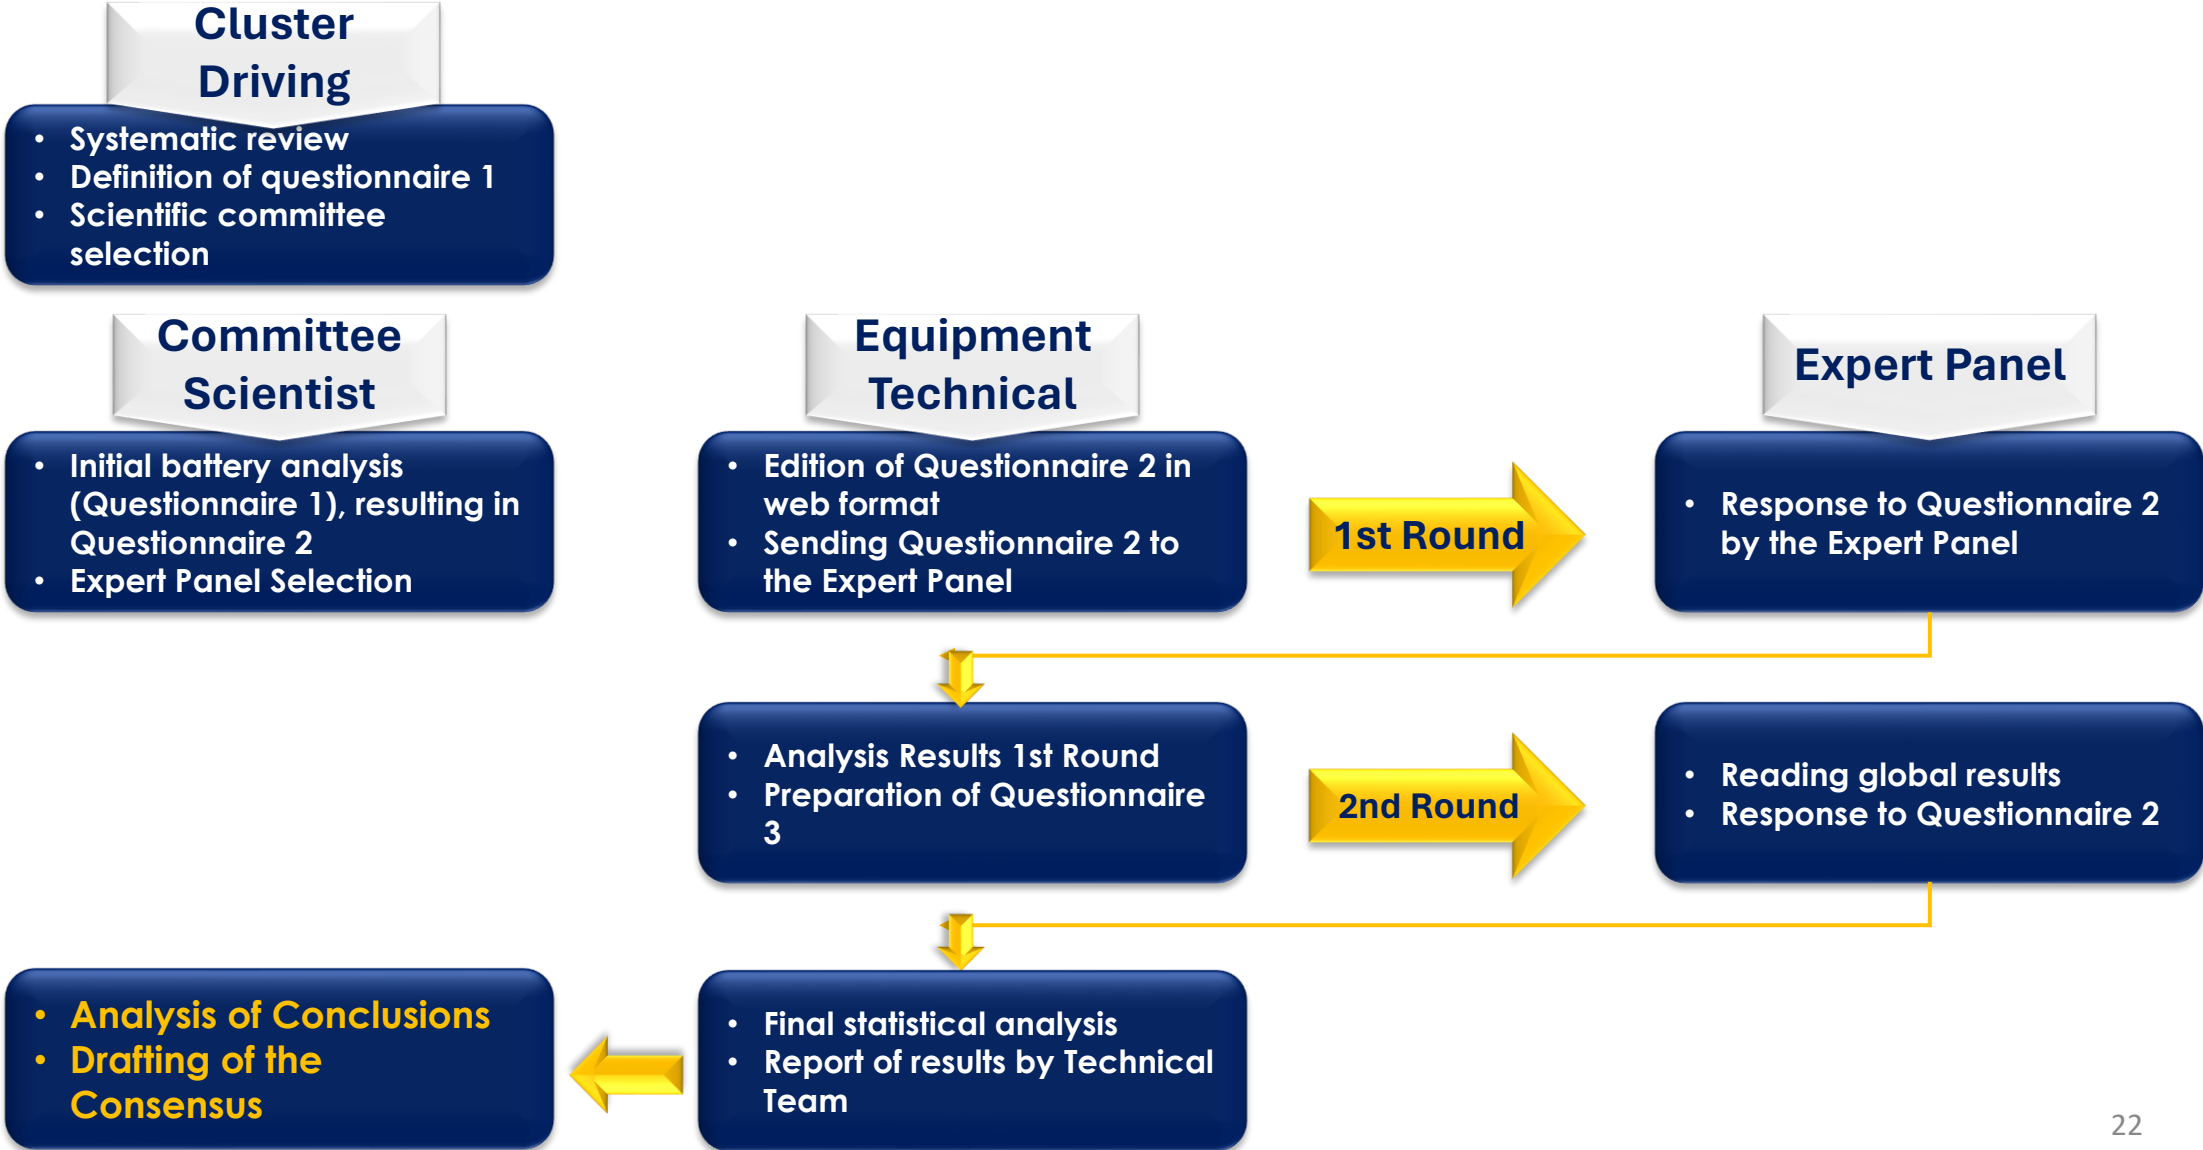 Cluster
Driving
• Systematic review
• Definition of questionnaire 1
• Scientific committee
selection
Committee
Scientist
• Initial battery analysis
(Questionnaire 1), resulting in
Questionnaire 2
• Expert Panel Selection
Equipment
Technical
• Edition of Questionnaire 2 in
web format
• Sending Questionnaire 2 to
the Expert Panel
1st Round
Expert Panel
• Response to Questionnaire 2
by the Expert Panel
• Analysis Results 1st Round
• Preparation of Questionnaire
3
2nd Round
• Reading global results
• Response to Questionnaire 2
• Final statistical analysis
• Report of results by Technical
Team
• Analysis of Conclusions
• Drafting of the
Consensus
22